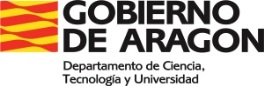 GOBIERNO
DE ARAGON
Departamento de Ciencia,
Tecnología y Universidad